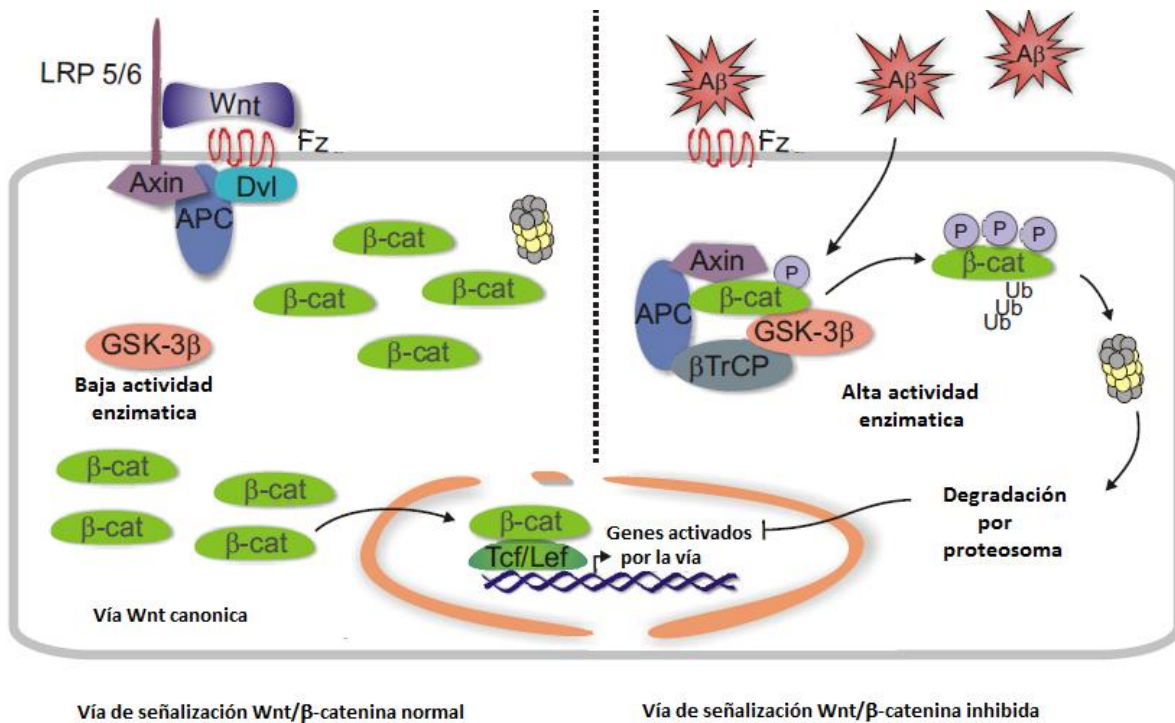 LRP 5/6
Wnt
Fz
Axin
Dvl
APC
β-cat
β-cat
β-cat
β-cat
GSK-3β
Baja actividad
enzimatica
β-cat
β-cat
β-cat
β-cat
Vía Wnt canonica
β-cat
Tcf/Lef
Genes activados
por la vía
Aβ
Aβ
Aβ
Fz
Axin
P
β-cat
APC
GSK-3β
βTrCP
P
P
P
β-cat
Ub
Ub
Ub
Alta actividad
enzimatica
Degradación
por
proteosoma
Vía de señalización Wnt/β-catenina normal
Vía de señalización Wnt/β-catenina inhibida